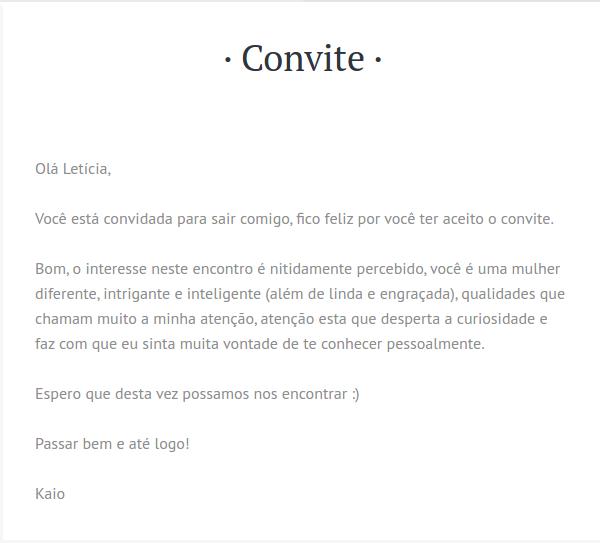 · Convite ·
Olá Letícia,
Você está convidada para sair comigo, fico feliz por você ter aceito o convite.
Bom, o interesse neste encontro é nitidamente percebido, você é uma mulher
diferente, intrigante e inteligente (além de linda e engraçada), qualidades que
chamam muito a minha atenção, atenção esta que desperta a curiosidade e
faz com que eu sinta muita vontade de te conhecer pessoalmente.
Espero que desta vez possamos nos encontrar :)
Passar bem e até logo!
Kaio